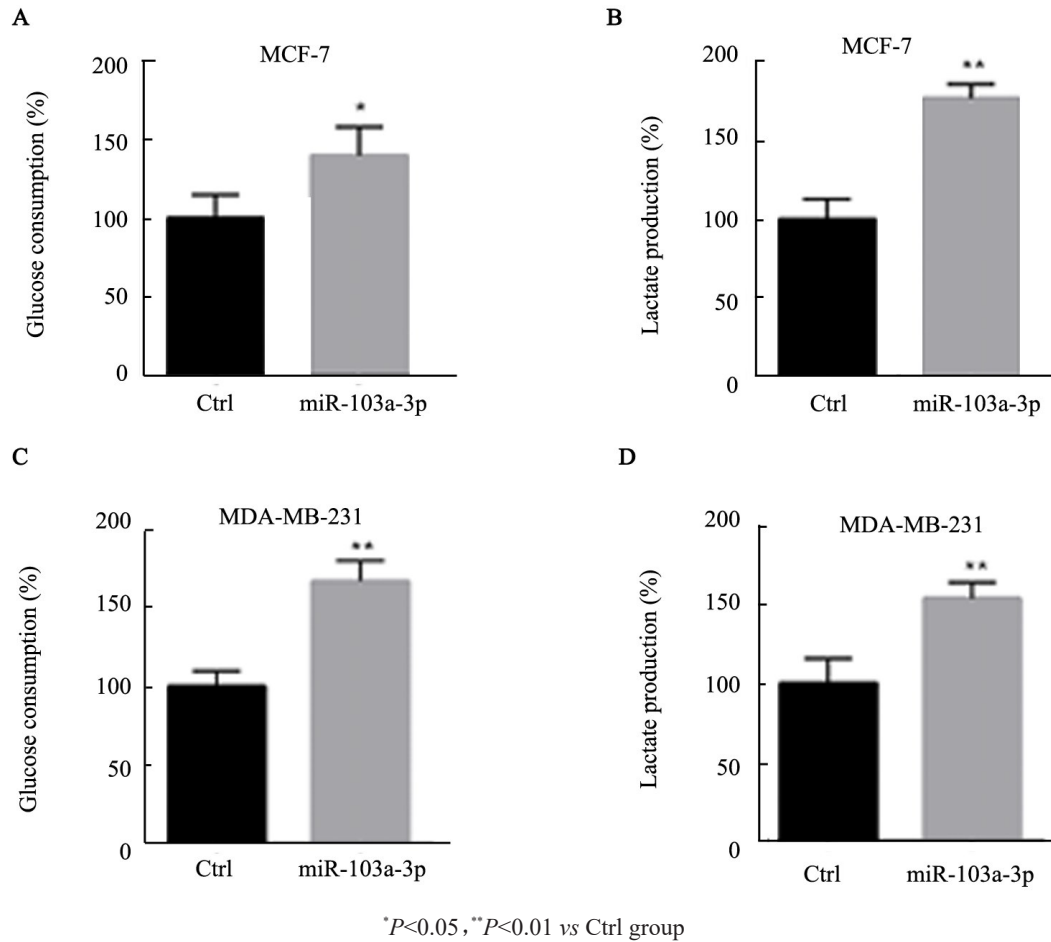 A
MCF-7
Glucose consumption (%)
200
150
100
50
0
*
Ctrl
miR-103a-3p
B
MCF-7
Lactate production (%)
200
150
100
50
0
**
Ctrl
miR-103a-3p
C
MDA-MB-231
Glucose consumption (%)
200
150
100
50
0
**
Ctrl
miR-103a-3p
D
MDA-MB-231
Lactate production (%)
200
150
100
50
0
**
Ctrl
miR-103a-3p
*P<0.05,**P<0.01 vs Ctrl group